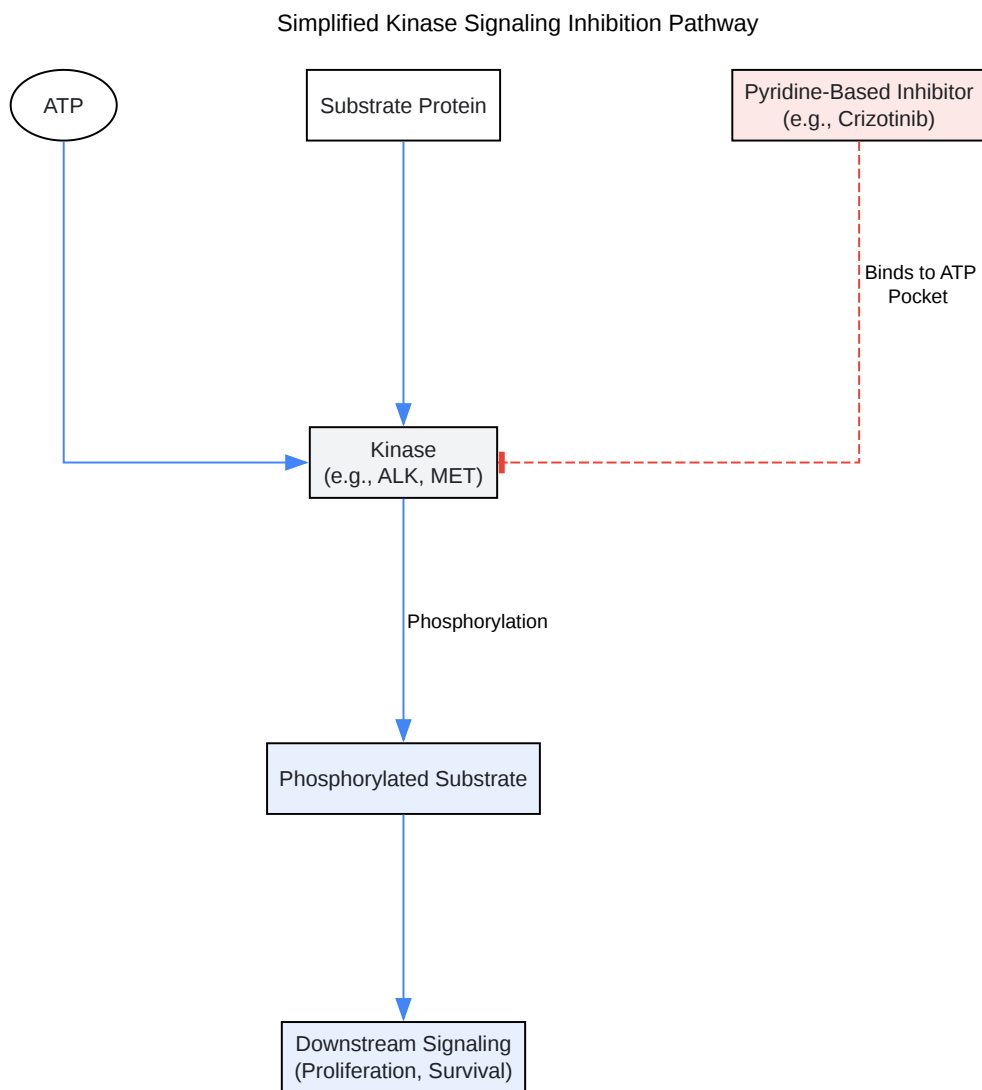 Simplified Kinase Signaling Inhibition Pathway
ATP
Substrate Protein
Pyridine-Based Inhibitor
(e.g., Crizotinib)
Binds to ATP
Pocket
Kinase
(e.g., ALK, MET)
Phosphorylation
Phosphorylated Substrate
Downstream Signaling
(Proliferation, Survival)